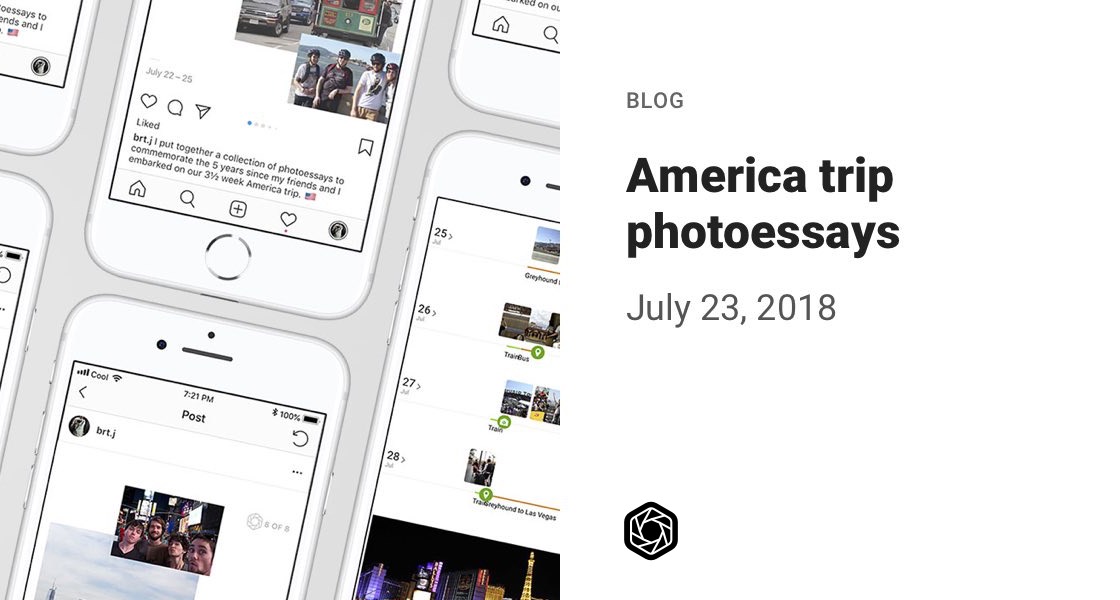 July 22 – 25
Liked
brt.j I put together a collection of photoessays to
commemorate the 5 years since my friends and I
embarked on our 3½ week America trip. 🇺🇸
25 >
Jul
26 >
Jul
TrainBus
27 >
Jul
Train
28 >
Jul
Greyhound to Las Vegas
Cool
7:21 PM
100%
Post
brt.j
8 OF 8
BLOG
America trip
photoessays
July 23, 2018